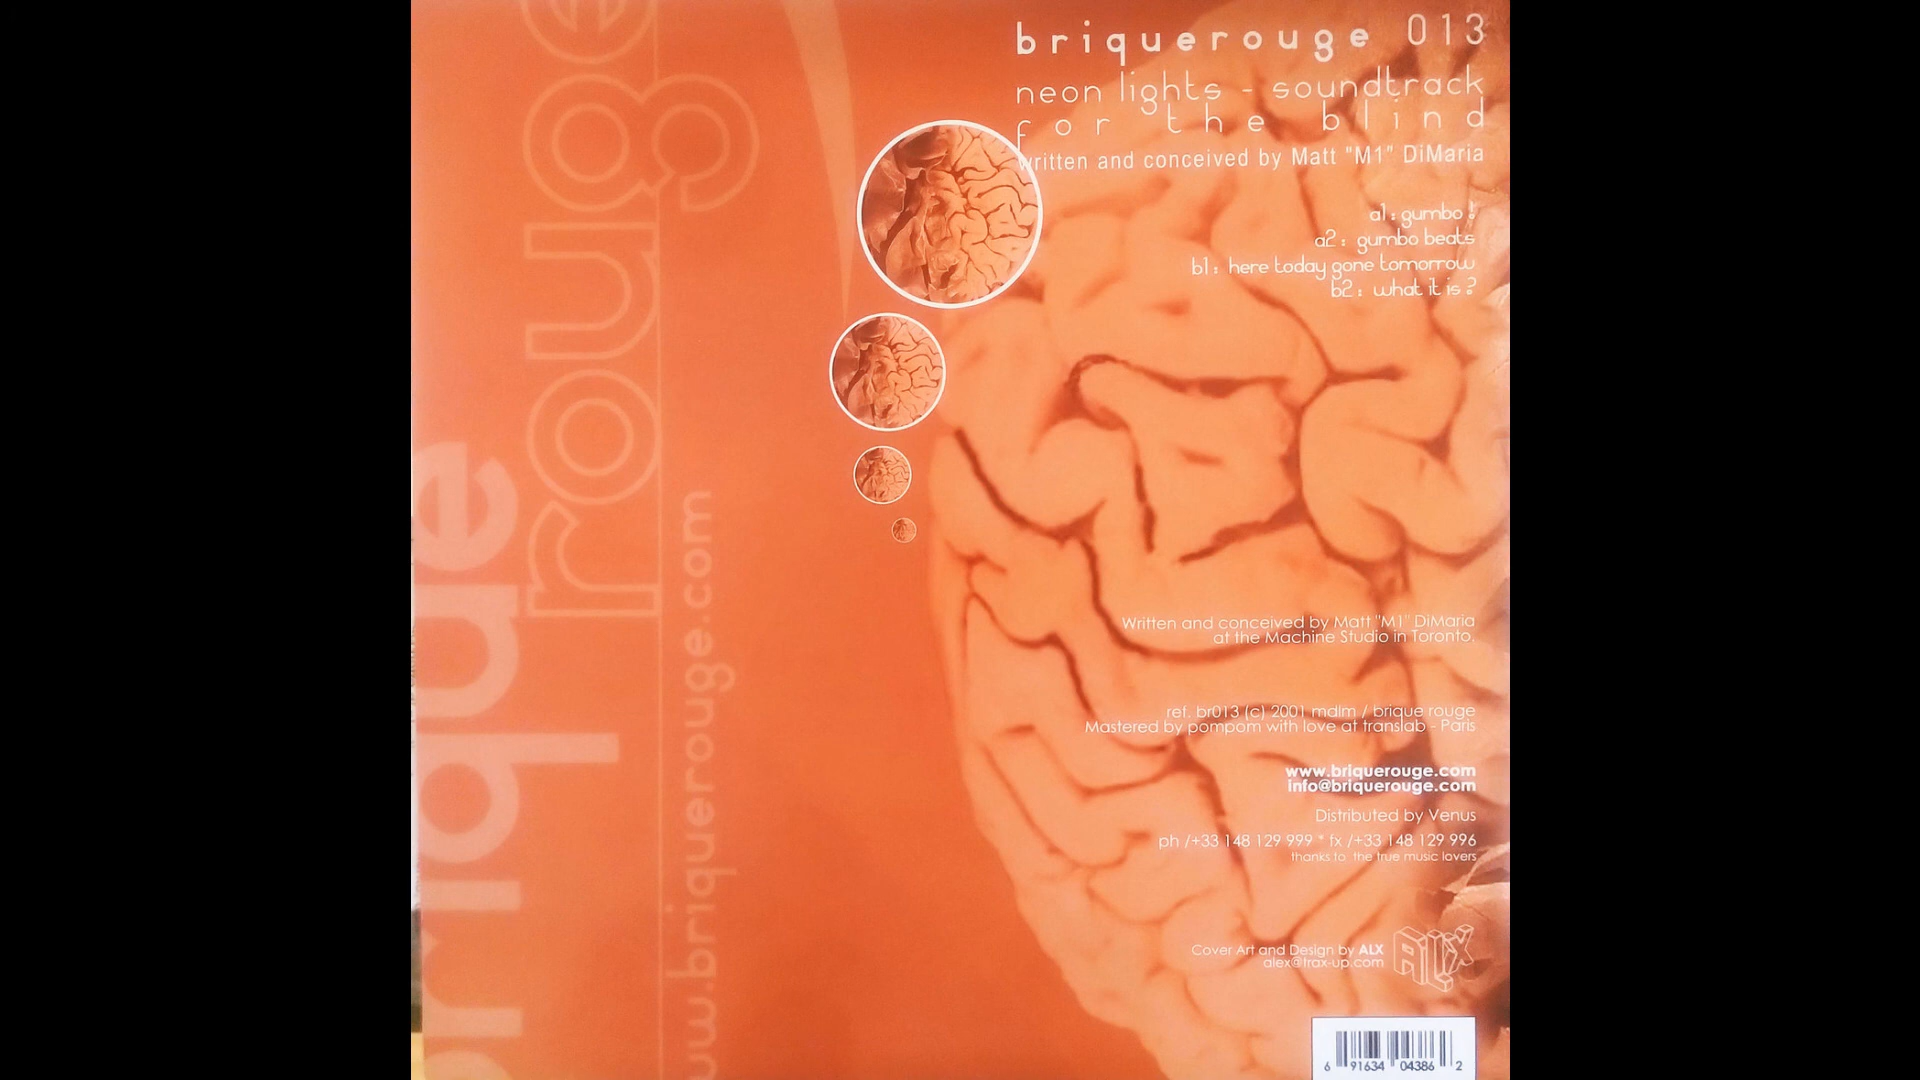 briquerouge 013
neon lights - soundtrack
for the blind
written and conceived by Matt "M1" DiMaria
a1 : gumbo !
a2 : gumbo beats
b1 : here today gone tomorrow
b2 : what it is ?
Written and conceived by Matt "M1" DiMaria
at the Machine Studio in Toronto.
ref. br013 (c) 2001 mdlm / brique rouge
Mastered by pompom with love at translab - Paris
www.briquerouge.com
info@briquerouge.com
Distributed by Venus
ph /+33 148 129 999 * fx /+33 148 129 996
thanks to the true music lovers
Cover Art and Design by ALX
alex@trax-up.com
ALX
6 91634 04386 2
brique
rouge
www.briquerouge.com